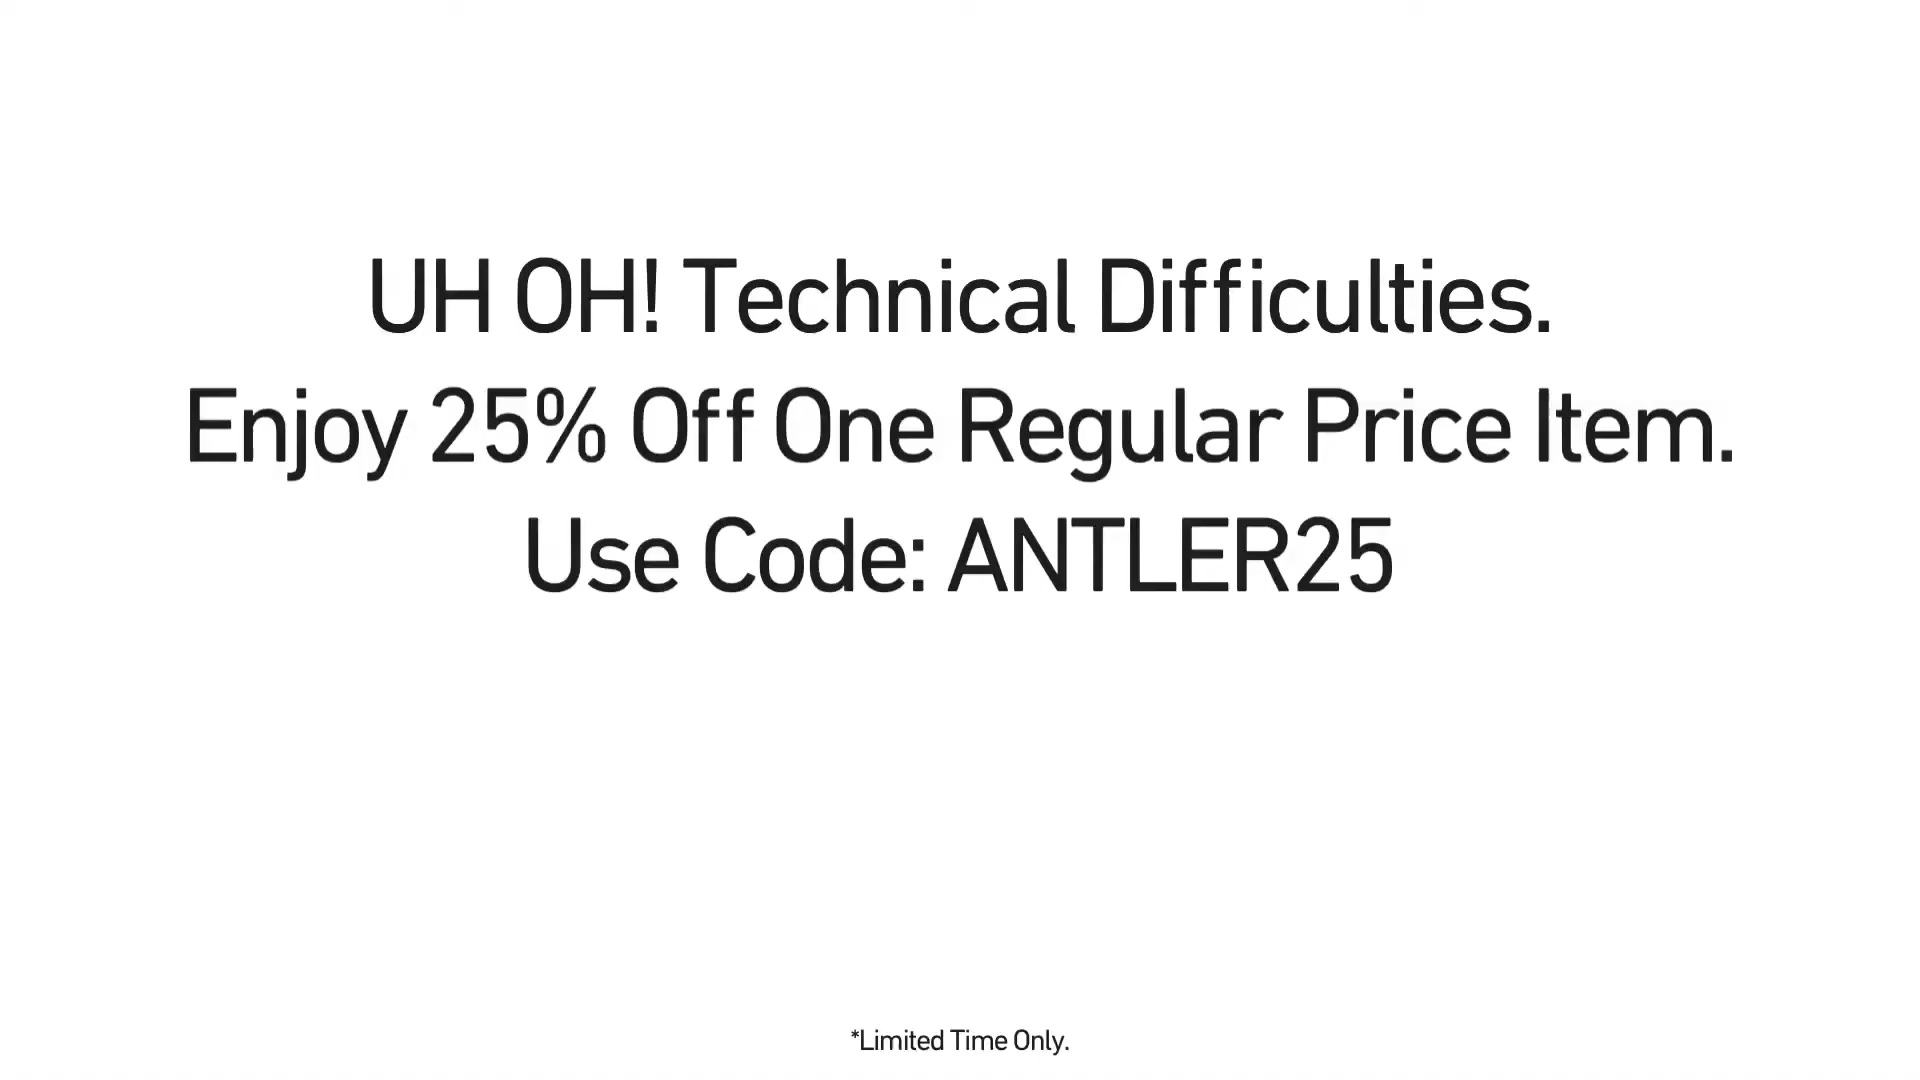 UH OH! Technical Difficulties.
Enjoy 25% Off One Regular Price Item.
Use Code: ANTLER25
*Limited Time Only.